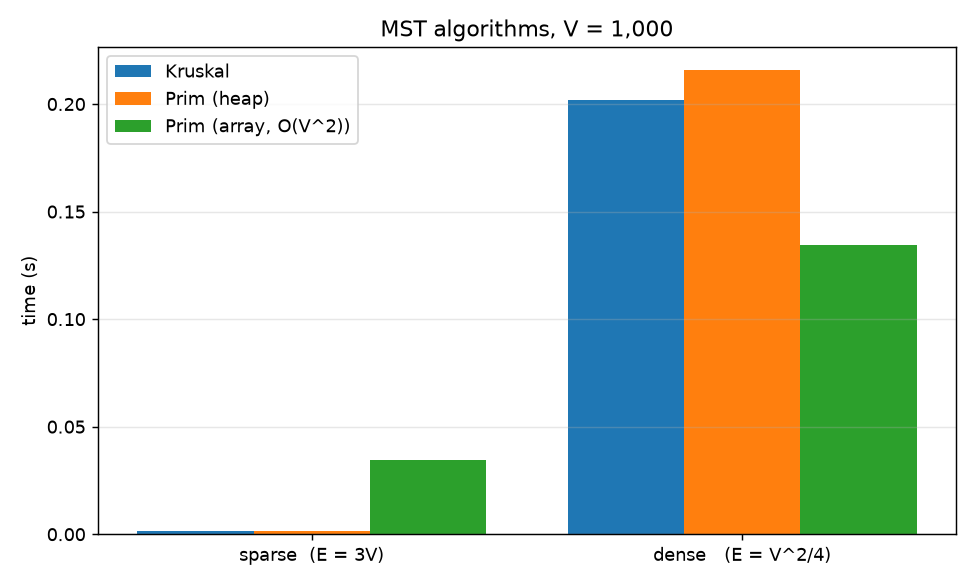 MST algorithms, V = 1,000
Kruskal
Prim (heap)
Prim (array, O(V^2))
time (s)
0.20
0.15
0.10
0.05
0.00
sparse  (E = 3V)
dense   (E = V^2/4)